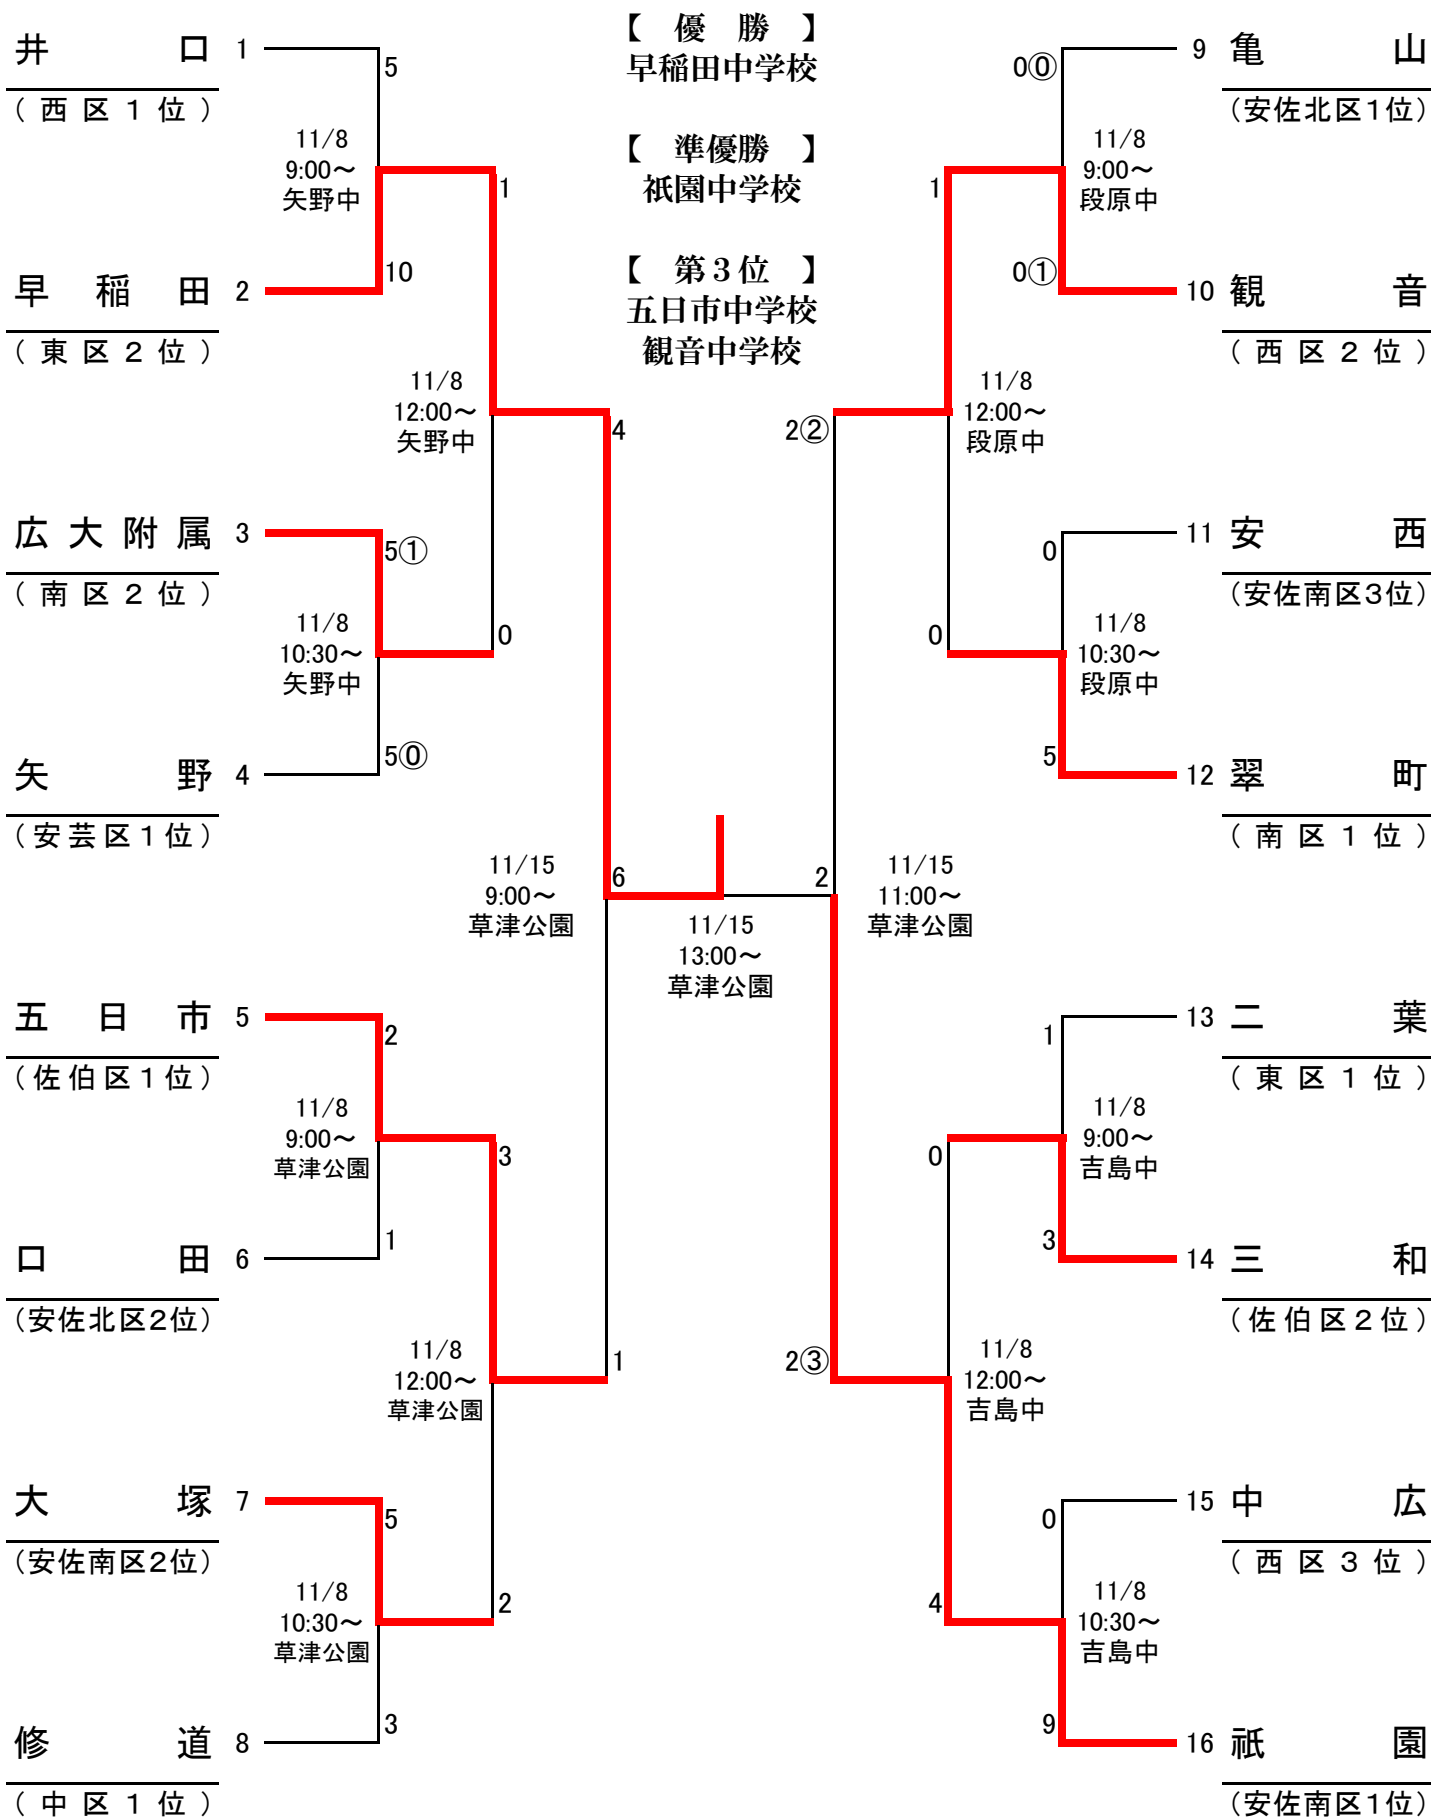 【　優　勝　】
早稲田中学校
【　準優勝　】
祇園中学校
【　第３位　】
五日市中学校
観音中学校
井口 1
(西区1位)
5
11/8
9:00～
矢野中
10
早稲田 2
(東区2位)
1
11/8
12:00～
矢野中
0
広大附属 3
(南区2位)
5①
11/8
10:30～
矢野中
5⓪
矢野 4
(安芸区1位)
4
11/15
9:00～
草津公園
1
五日市 5
(佐伯区1位)
2
11/8
9:00～
草津公園
1
口田 6
(安佐北区2位)
3
11/8
12:00～
草津公園
2
大塚 7
(安佐南区2位)
5
11/8
10:30～
草津公園
3
修道 8
(中区1位)
6
2
11/15
13:00～
草津公園
9 亀山
(安佐北区1位)
0⓪
11/8
9:00～
段原中
0①
10 観音
(西区2位)
1
11/8
12:00～
段原中
0
11 安西
(安佐南区3位)
0
11/8
10:30～
段原中
5
12 翠町
(南区1位)
2②
11/15
11:00～
草津公園
2③
13 二葉
(東区1位)
1
11/8
9:00～
吉島中
3
14 三和
(佐伯区2位)
0
11/8
12:00～
吉島中
4
15 中広
(西区3位)
0
11/8
10:30～
吉島中
9
16 祇園
(安佐南区1位)